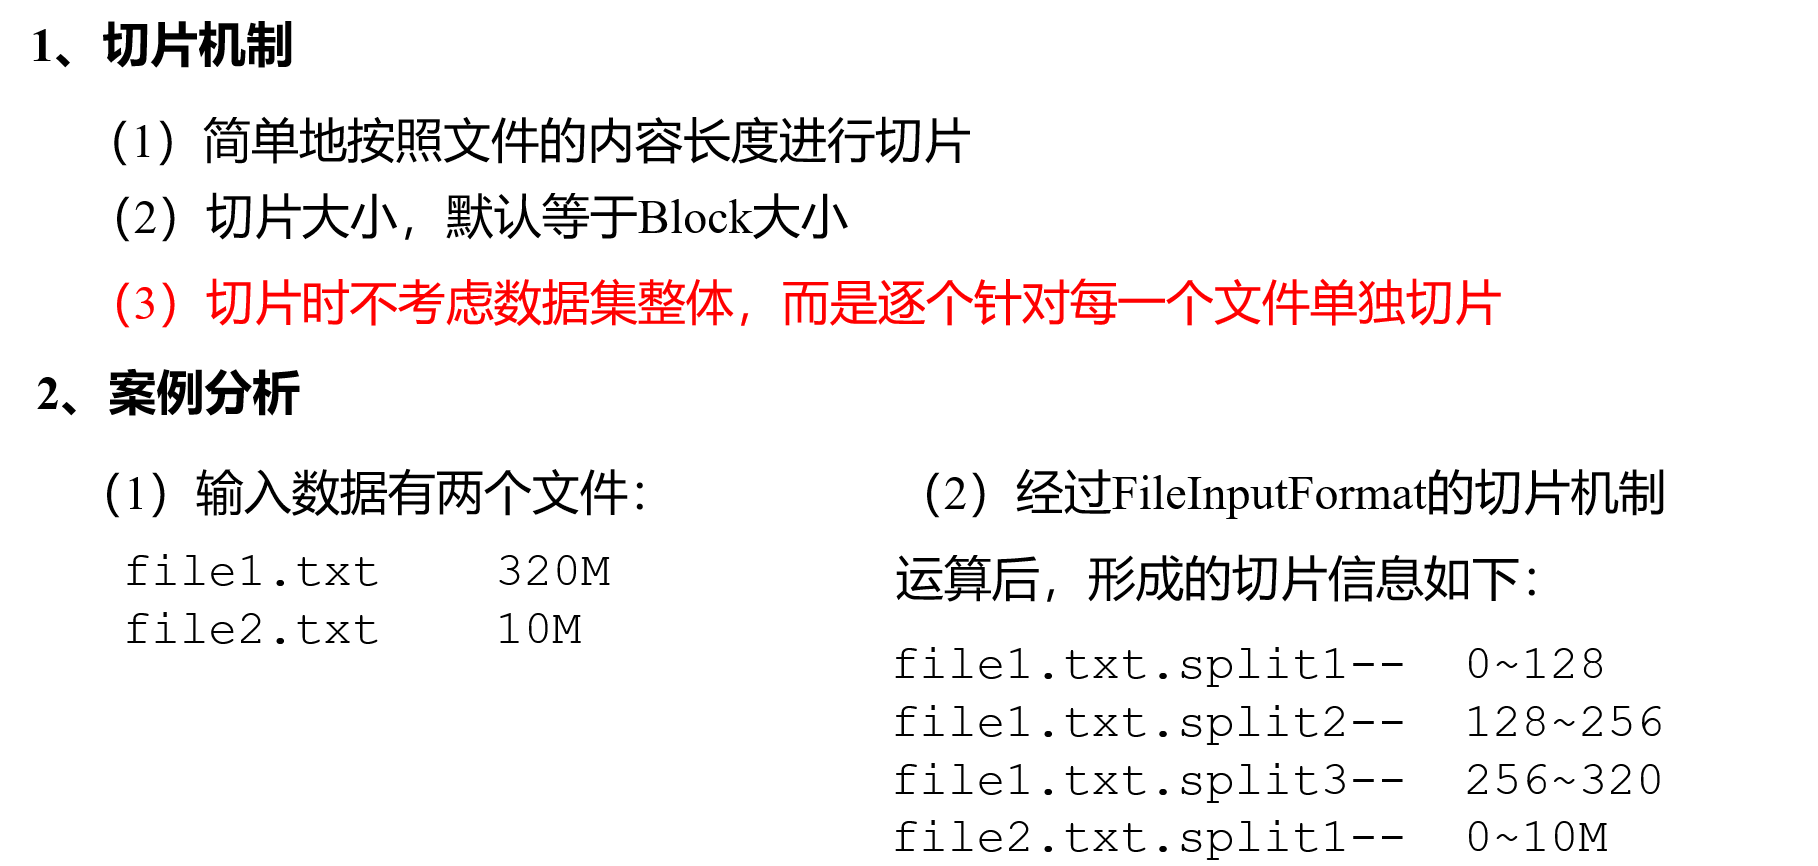 1、切片机制
（1）简单地按照文件的内容长度进行切片
（2）切片大小，默认等于Block大小
（3）切片时不考虑数据集整体，而是逐个针对每一个文件单独切片
2、案例分析
（1）输入数据有两个文件：
file1.txt    320M
file2.txt    10M
（2）经过FileInputFormat的切片机制
运算后，形成的切片信息如下：
file1.txt.split1--  0~128
file1.txt.split2--  128~256
file1.txt.split3--  256~320
file2.txt.split1--  0~10M